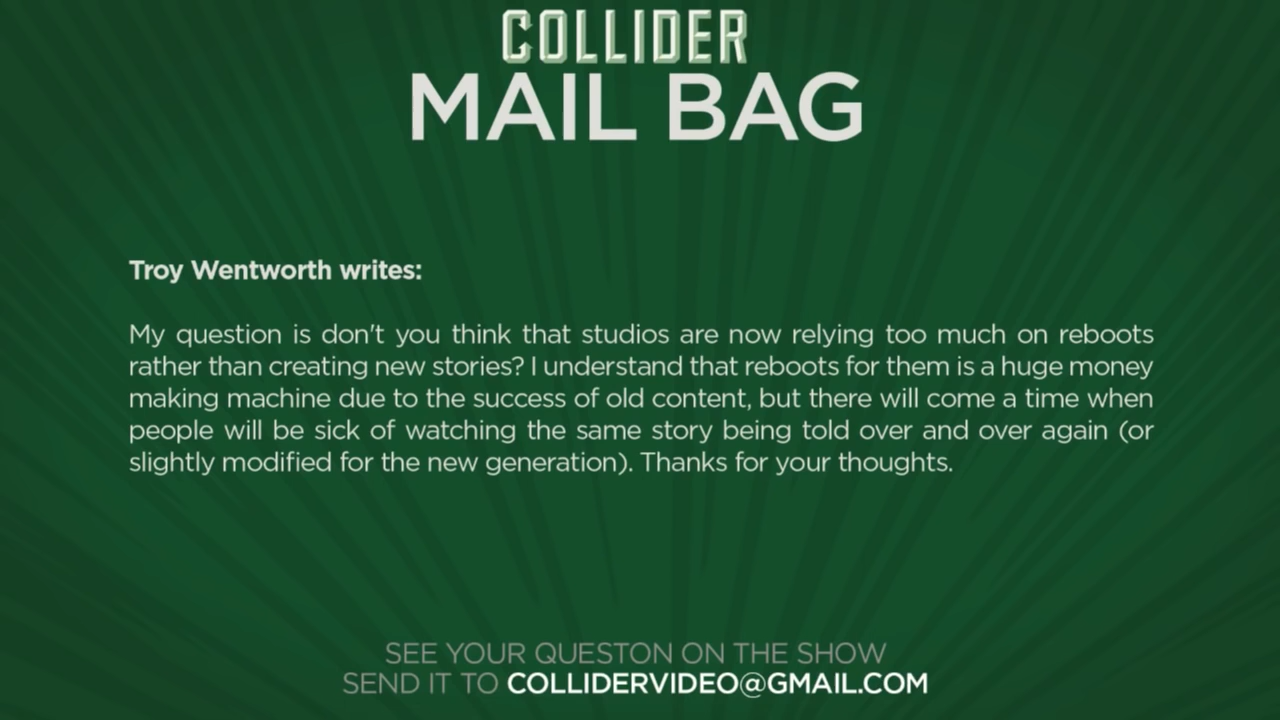 COLLIDER
MAIL BAG
Troy Wentworth writes:
My question is don't you think that studios are now relying too much on reboots
rather than creating new stories? I understand that reboots for them is a huge money
making machine due to the success of old content, but there will come a time when
people will be sick of watching the same story being told over and over again (or
slightly modified for the new generation). Thanks for your thoughts.
SEE YOUR QUESTON ON THE SHOW
SEND IT TO COLLIDERVIDEO@GMAIL.COM